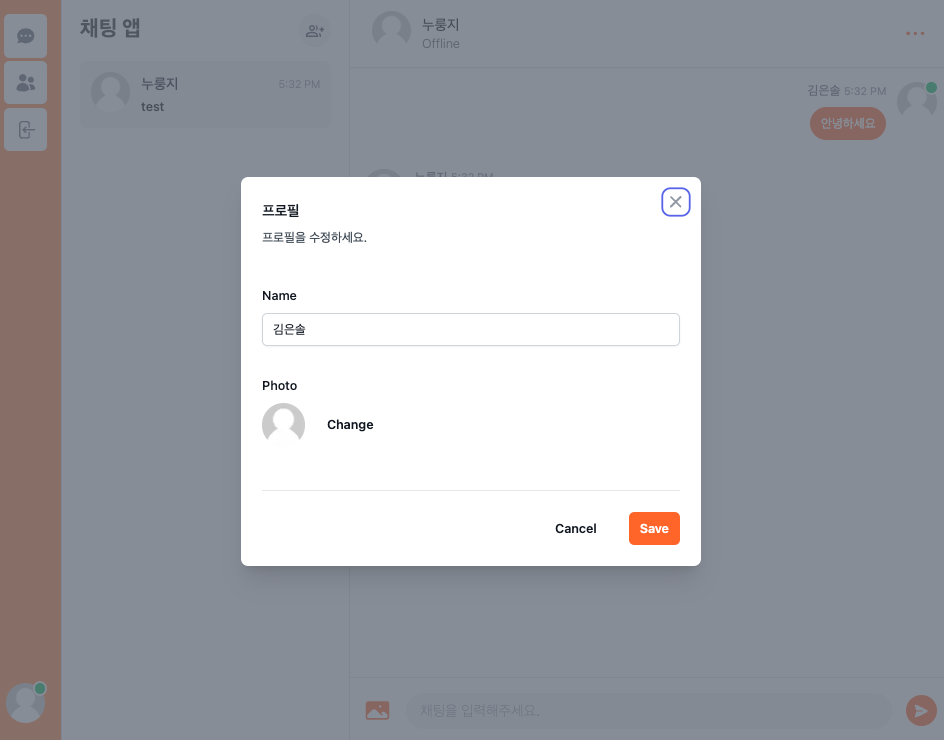 채팅 앱
누룽지
5:32 PM
test
누룽지
Offline
김은솔 5:32 PM
안녕하세요
누룽지 5:32 PM
프로필
프로필을 수정하세요.
Name
김은솔
Photo
Change
Cancel
Save
채팅을 입력해주세요.